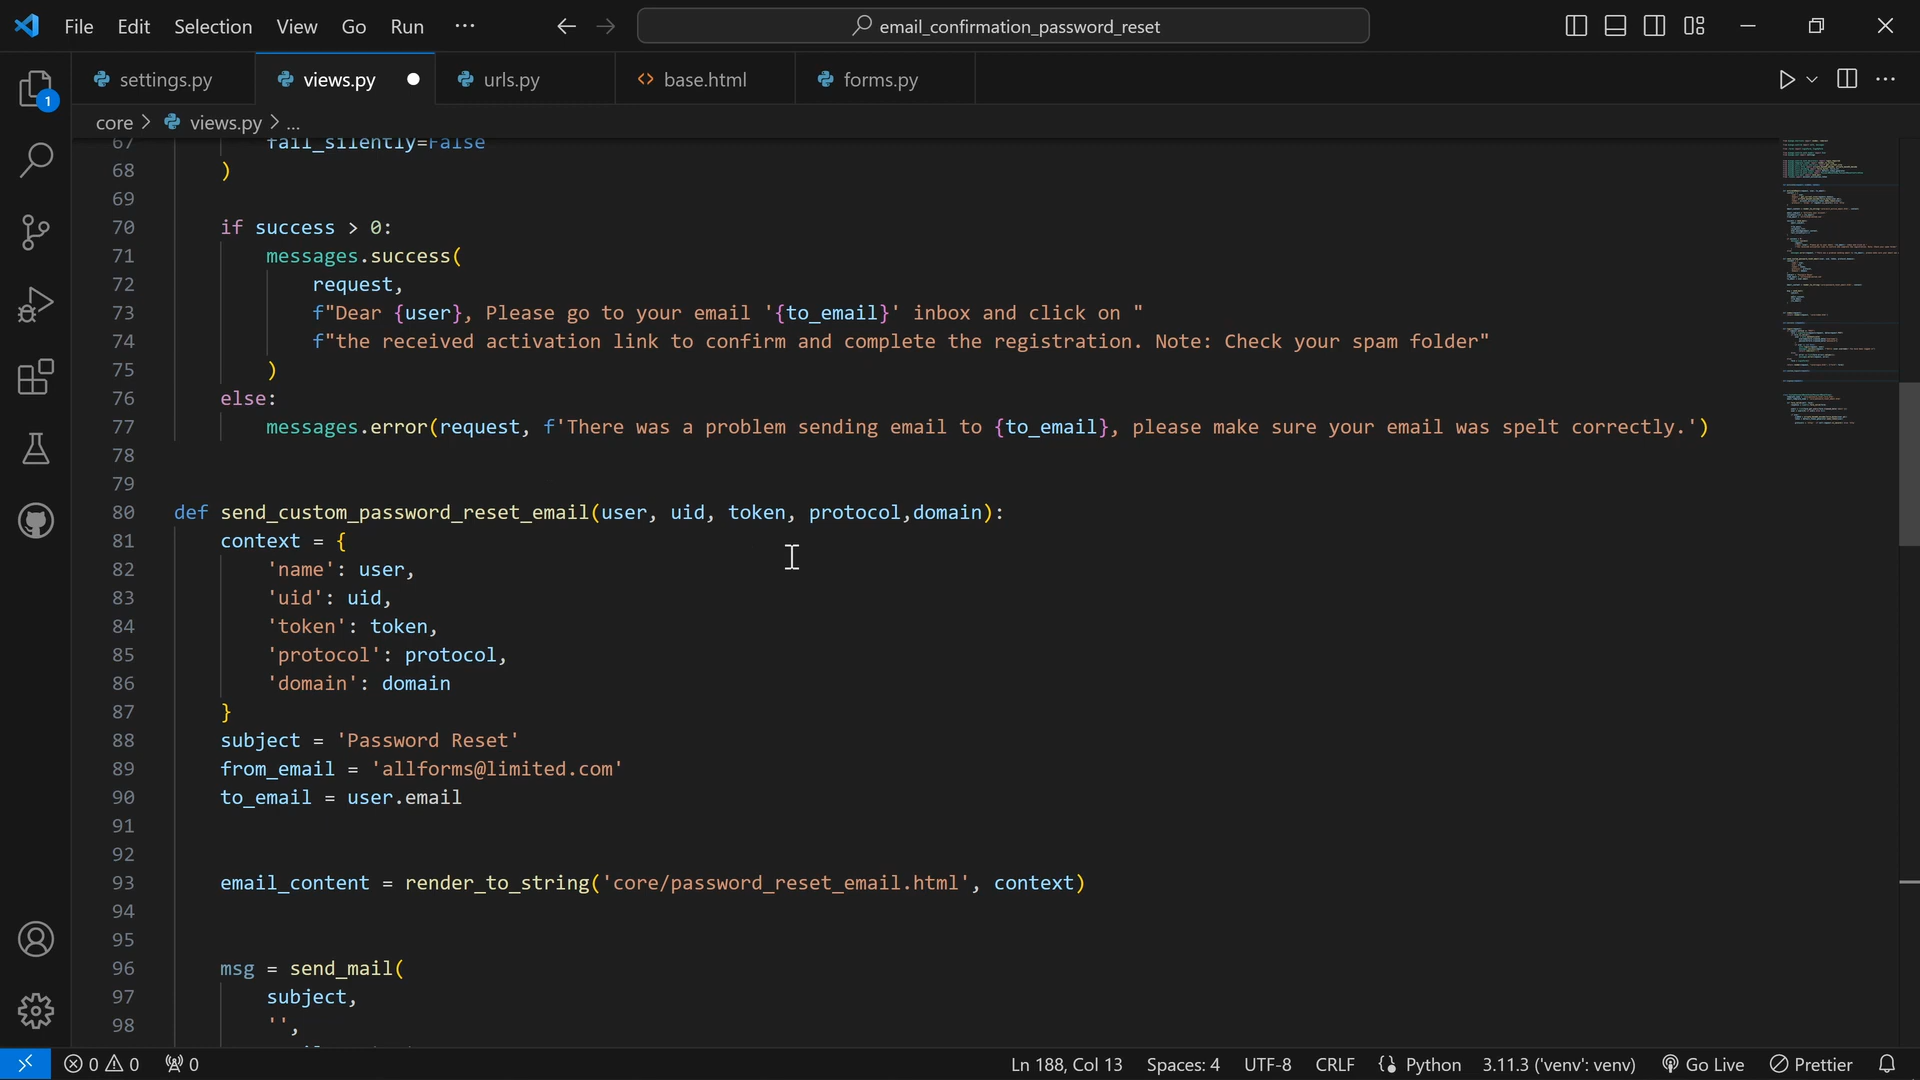 File Edit Selection View Go Run ··· email_confirmation_password_reset
settings.py views.py urls.py base.html forms.py
core > views.py > ...
67 fail_silently=False
68 )
69
70 if success > 0:
71 messages.success(
72 request,
73 f"Dear {user}, Please go to your email '{to_email}' inbox and click on "
74 f"the received activation link to confirm and complete the registration. Note: Check your spam folder"
75 )
76 else:
77 messages.error(request, f'There was a problem sending email to {to_email}, please make sure your email was spelt correctly.')
78
79
80 def send_custom_password_reset_email(user, uid, token, protocol,domain):
81 context = {
82 'name': user,
83 'uid': uid,
84 'token': token,
85 'protocol': protocol,
86 'domain': domain
87 }
88 subject = 'Password Reset'
89 from_email = 'allforms@limited.com'
90 to_email = user.email
91
92
93 email_content = render_to_string('core/password_reset_email.html', context)
94
95
96 msg = send_mail(
97 subject,
98 '',
1
0 0 0 Ln 188, Col 13 Spaces: 4 UTF-8 CRLF Python 3.11.3 ('venv': venv) Go Live Prettier